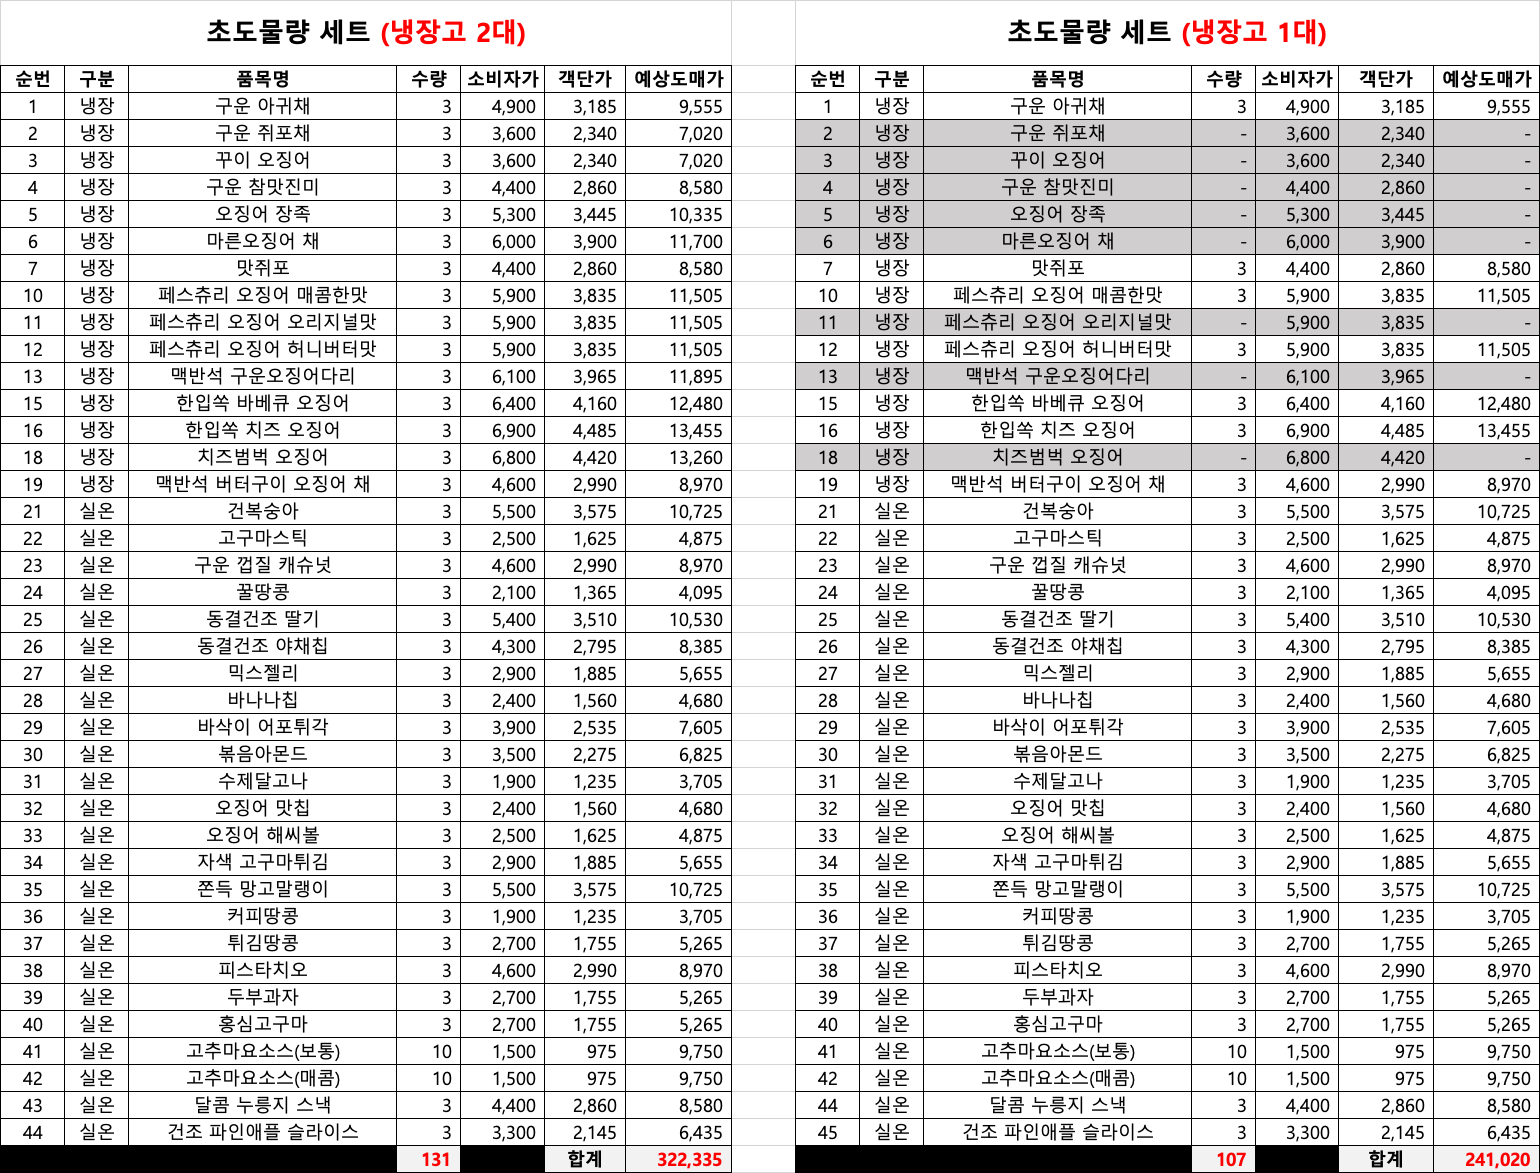 초도물량 세트 (냉장고 2대)
순번 구분 품목명 수량 소비자가 객단가 예상도매가
1 냉장 구운 아귀채 3 4,900 3,185 9,555
2 냉장 구운 쥐포채 3 3,600 2,340 7,020
3 냉장 꾸이 오징어 3 3,600 2,340 7,020
4 냉장 구운 참맛진미 3 4,400 2,860 8,580
5 냉장 오징어 장족 3 5,300 3,445 10,335
6 냉장 마른오징어 채 3 6,000 3,900 11,700
7 냉장 맛쥐포 3 4,400 2,860 8,580
10 냉장 페스츄리 오징어 매콤한맛 3 5,900 3,835 11,505
11 냉장 페스츄리 오징어 오리지널맛 3 5,900 3,835 11,505
12 냉장 페스츄리 오징어 허니버터맛 3 5,900 3,835 11,505
13 냉장 맥반석 구운오징어다리 3 6,100 3,965 11,895
15 냉장 한입쏙 바베큐 오징어 3 6,400 4,160 12,480
16 냉장 한입쏙 치즈 오징어 3 6,900 4,485 13,455
18 냉장 치즈범벅 오징어 3 6,800 4,420 13,260
19 냉장 맥반석 버터구이 오징어 채 3 4,600 2,990 8,970
21 실온 건복숭아 3 5,500 3,575 10,725
22 실온 고구마스틱 3 2,500 1,625 4,875
23 실온 구운 껍질 캐슈넛 3 4,600 2,990 8,970
24 실온 꿀땅콩 3 2,100 1,365 4,095
25 실온 동결건조 딸기 3 5,400 3,510 10,530
26 실온 동결건조 야채칩 3 4,300 2,795 8,385
27 실온 믹스젤리 3 2,900 1,885 5,655
28 실온 바나나칩 3 2,400 1,560 4,680
29 실온 바삭이 어포튀각 3 3,900 2,535 7,605
30 실온 볶음아몬드 3 3,500 2,275 6,825
31 실온 수제달고나 3 1,900 1,235 3,705
32 실온 오징어 맛칩 3 2,400 1,560 4,680
33 실온 오징어 해씨볼 3 2,500 1,625 4,875
34 실온 자색 고구마튀김 3 2,900 1,885 5,655
35 실온 쫀득 망고말랭이 3 5,500 3,575 10,725
36 실온 커피땅콩 3 1,900 1,235 3,705
37 실온 튀김땅콩 3 2,700 1,755 5,265
38 실온 피스타치오 3 4,600 2,990 8,970
39 실온 두부과자 3 2,700 1,755 5,265
40 실온 홍심고구마 3 2,700 1,755 5,265
41 실온 고추마요소스(보통) 10 1,500 975 9,750
42 실온 고추마요소스(매콤) 10 1,500 975 9,750
43 실온 달콤 누릉지 스낵 3 4,400 2,860 8,580
44 실온 건조 파인애플 슬라이스 3 3,300 2,145 6,435
131 합계 322,335
초도물량 세트 (냉장고 1대)
순번 구분 품목명 수량 소비자가 객단가 예상도매가
1 냉장 구운 아귀채 3 4,900 3,185 9,555
2 냉장 구운 쥐포채 - 3,600 2,340 -
3 냉장 꾸이 오징어 - 3,600 2,340 -
4 냉장 구운 참맛진미 - 4,400 2,860 -
5 냉장 오징어 장족 - 5,300 3,445 -
6 냉장 마른오징어 채 - 6,000 3,900 -
7 냉장 맛쥐포 3 4,400 2,860 8,580
10 냉장 페스츄리 오징어 매콤한맛 3 5,900 3,835 11,505
11 냉장 페스츄리 오징어 오리지널맛 - 5,900 3,835 -
12 냉장 페스츄리 오징어 허니버터맛 3 5,900 3,835 11,505
13 냉장 맥반석 구운오징어다리 - 6,100 3,965 -
15 냉장 한입쏙 바베큐 오징어 3 6,400 4,160 12,480
16 냉장 한입쏙 치즈 오징어 3 6,900 4,485 13,455
18 냉장 치즈범벅 오징어 - 6,800 4,420 -
19 냉장 맥반석 버터구이 오징어 채 3 4,600 2,990 8,970
21 실온 건복숭아 3 5,500 3,575 10,725
22 실온 고구마스틱 3 2,500 1,625 4,875
23 실온 구운 껍질 캐슈넛 3 4,600 2,990 8,970
24 실온 꿀땅콩 3 2,100 1,365 4,095
25 실온 동결건조 딸기 3 5,400 3,510 10,530
26 실온 동결건조 야채칩 3 4,300 2,795 8,385
27 실온 믹스젤리 3 2,900 1,885 5,655
28 실온 바나나칩 3 2,400 1,560 4,680
29 실온 바삭이 어포튀각 3 3,900 2,535 7,605
30 실온 볶음아몬드 3 3,500 2,275 6,825
31 실온 수제달고나 3 1,900 1,235 3,705
32 실온 오징어 맛칩 3 2,400 1,560 4,680
33 실온 오징어 해씨볼 3 2,500 1,625 4,875
34 실온 자색 고구마튀김 3 2,900 1,885 5,655
35 실온 쫀득 망고말랭이 3 5,500 3,575 10,725
36 실온 커피땅콩 3 1,900 1,235 3,705
37 실온 튀김땅콩 3 2,700 1,755 5,265
38 실온 피스타치오 3 4,600 2,990 8,970
39 실온 두부과자 3 2,700 1,755 5,265
40 실온 홍심고구마 3 2,700 1,755 5,265
41 실온 고추마요소스(보통) 10 1,500 975 9,750
42 실온 고추마요소스(매콤) 10 1,500 975 9,750
44 실온 달콤 누릉지 스낵 3 4,400 2,860 8,580
45 실온 건조 파인애플 슬라이스 3 3,300 2,145 6,435
107 합계 241,020